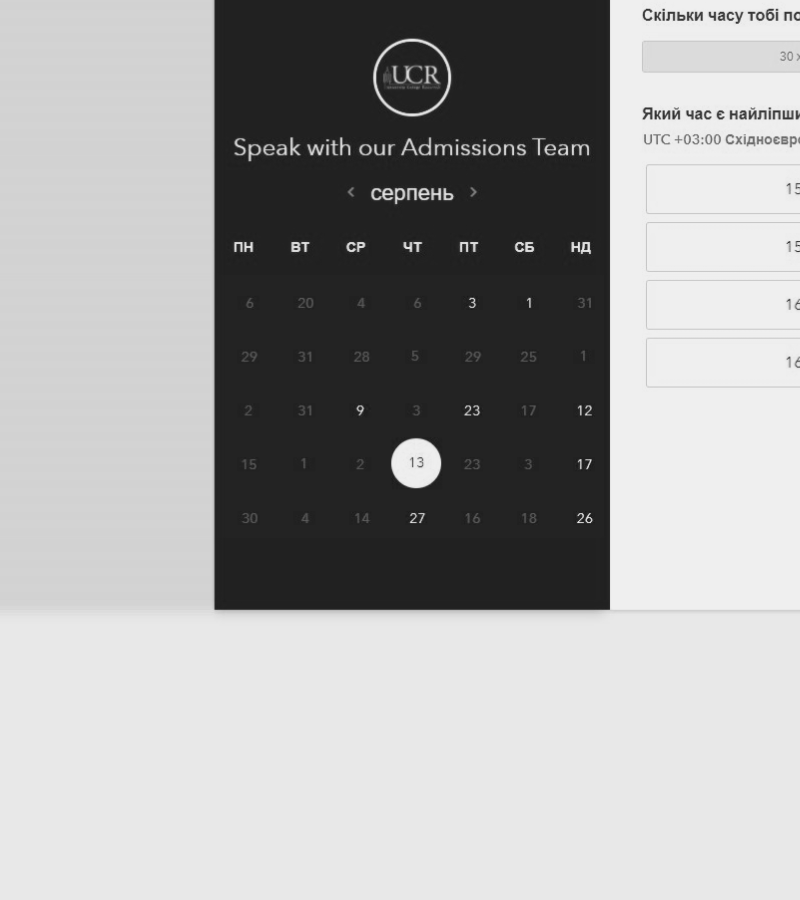 UCR
Speak with our Admissions Team
‹ серпень ›
ПН ВТ СР ЧТ ПТ СБ НД
6 20 4 6 3 1 31
29 31 28 5 29 25 1
2 31 9 3 23 17 12
15 1 2 13 23 3 17
30 4 14 27 16 18 26
Скільки часу тобі
30
Який час є
UTC +03:00
15
15
16
16